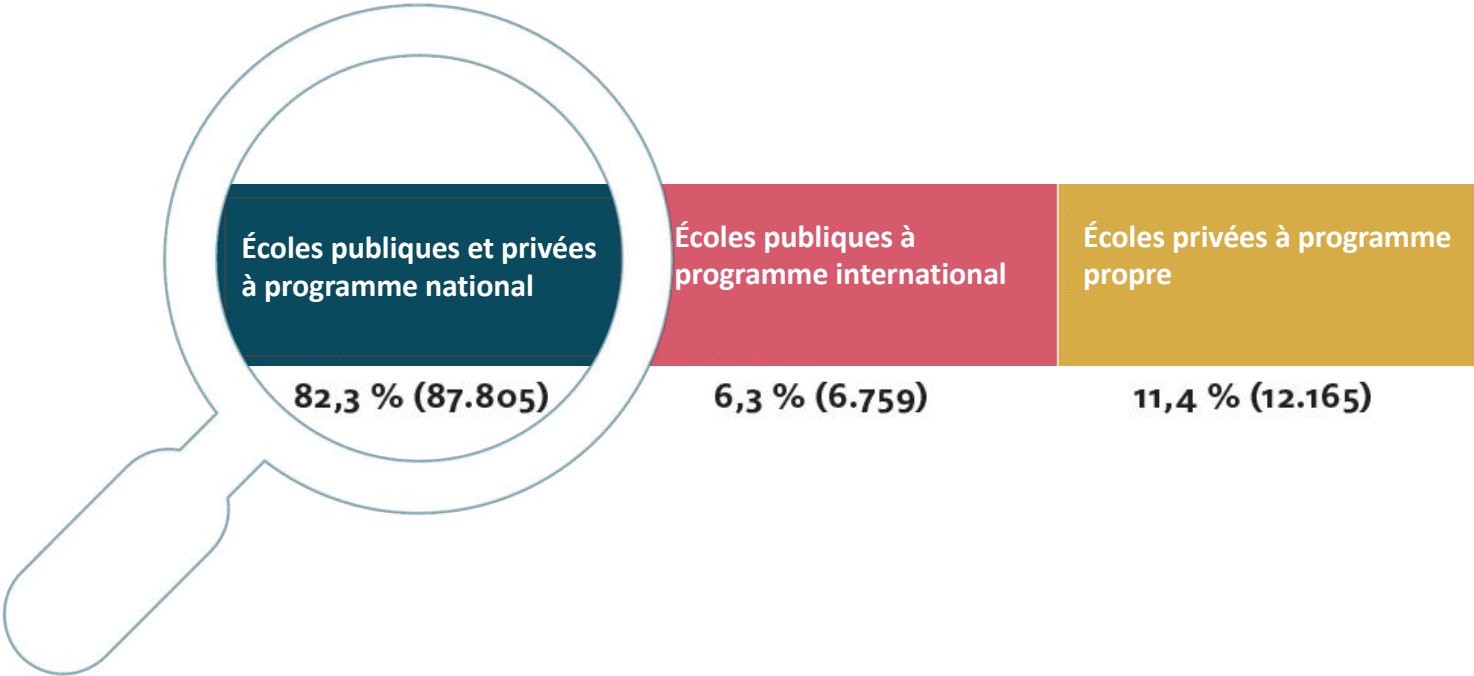 Écoles publiques et privées
à programme national
Écoles publiques à
programme international
Écoles privées à programme
propre
82,3 % (87.805)
6,3 % (6.759)
11,4 % (12.165)